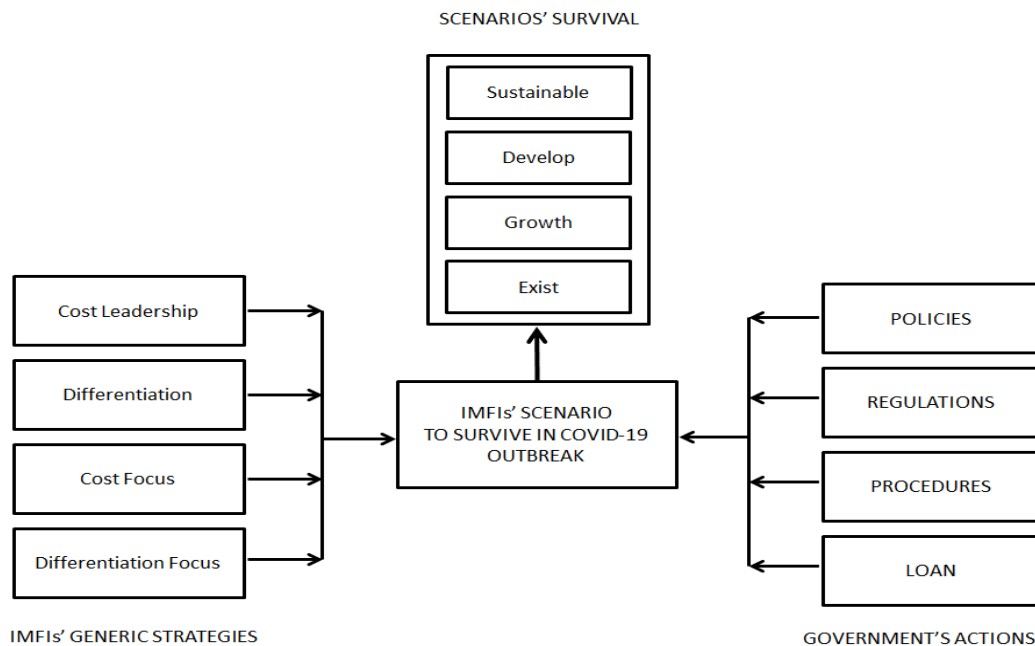 SCENARIOS' SURVIVAL
Sustainable
Develop
Growth
Exist
Cost Leadership
Differentiation
Cost Focus
Differentiation Focus
IMFIs' GENERIC STRATEGIES
IMFIs' SCENARIO
TO SURVIVE IN COVID-19
OUTBREAK
POLICIES
REGULATIONS
PROCEDURES
LOAN
GOVERNMENT'S ACTIONS